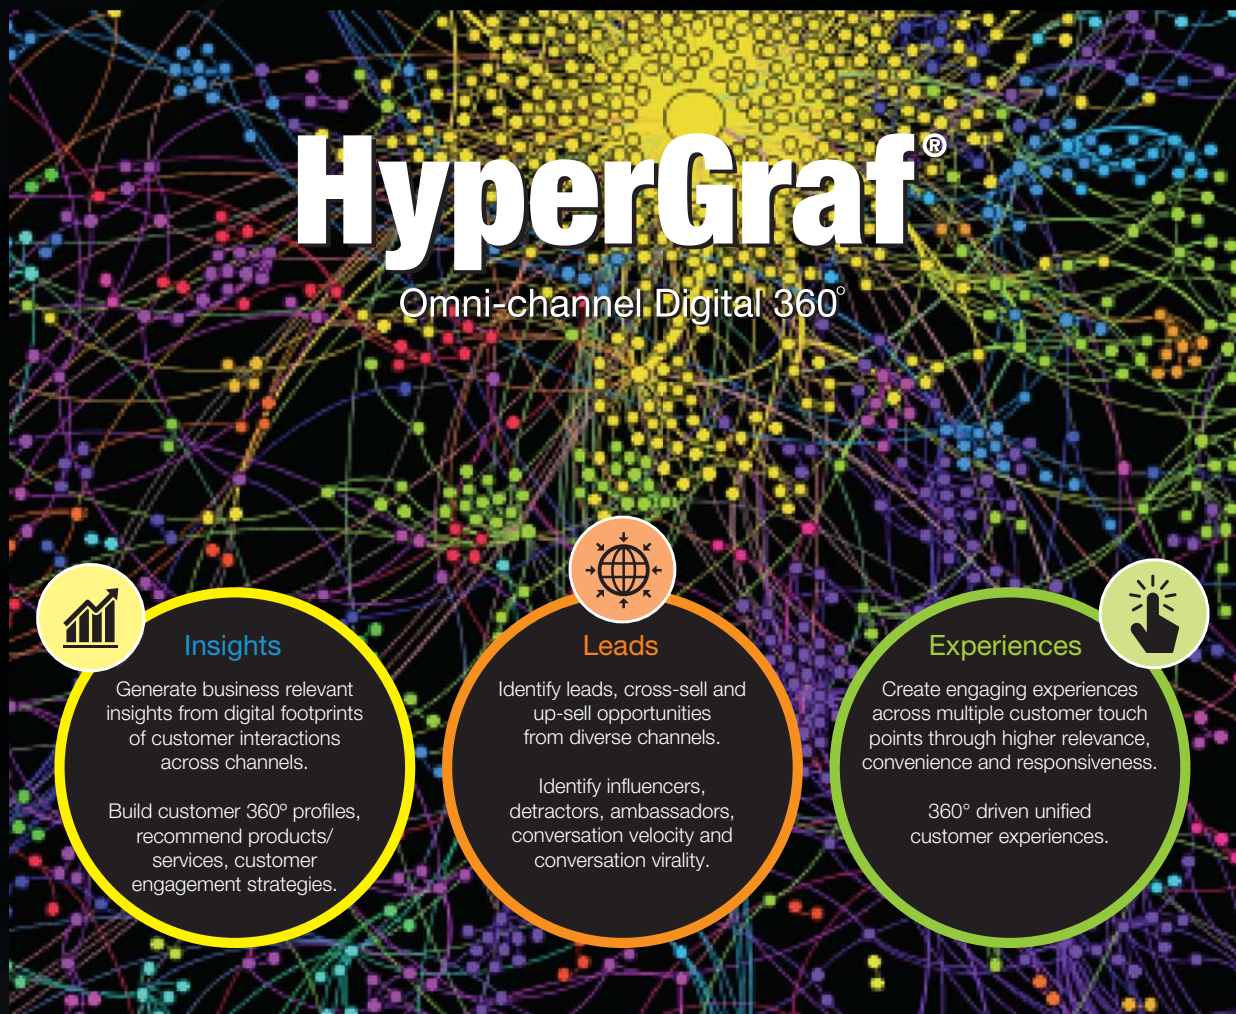 HyperGraf®
Omni-channel Digital 360°
Insights
Generate business relevant
insights from digital footprints
of customer interactions
across channels.
Build customer 360º profiles,
recommend products/
services, customer
engagement strategies.
Leads
Identify leads, cross-sell and
up-sell opportunities
from diverse channels.
Identify influencers,
detractors, ambassadors,
conversation velocity and
conversation virality.
Experiences
Create engaging experiences
across multiple customer touch
points through higher relevance,
convenience and responsiveness.
360° driven unified
customer experiences.